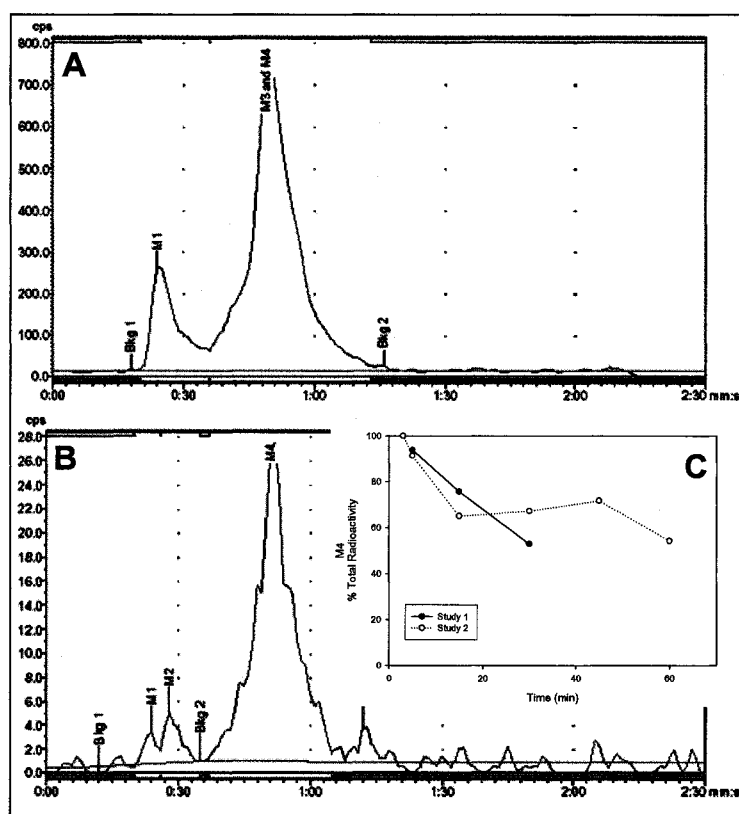 cps
A
800.0
700.0
600.0
500.0
400.0
300.0
200.0
100.0
0.0
Bkg 1
M1
M3 and M4
Bkg 2
0:00
0:30
1:00
1:30
2:00
2:30
mm:s
cps
B
28.0
26.0
24.0
22.0
20.0
18.0
16.0
14.0
12.0
10.0
8.0
6.0
4.0
2.0
0.0
Bkg 1
M1
M2
Bkg 2
M4
0:00
0:30
1:00
1:30
2:00
2:30
mm:s
C
M4
% Total Radioactivity
100
80
60
40
20
0
0
20
40
60
Time (min)
Study 1
Study 2